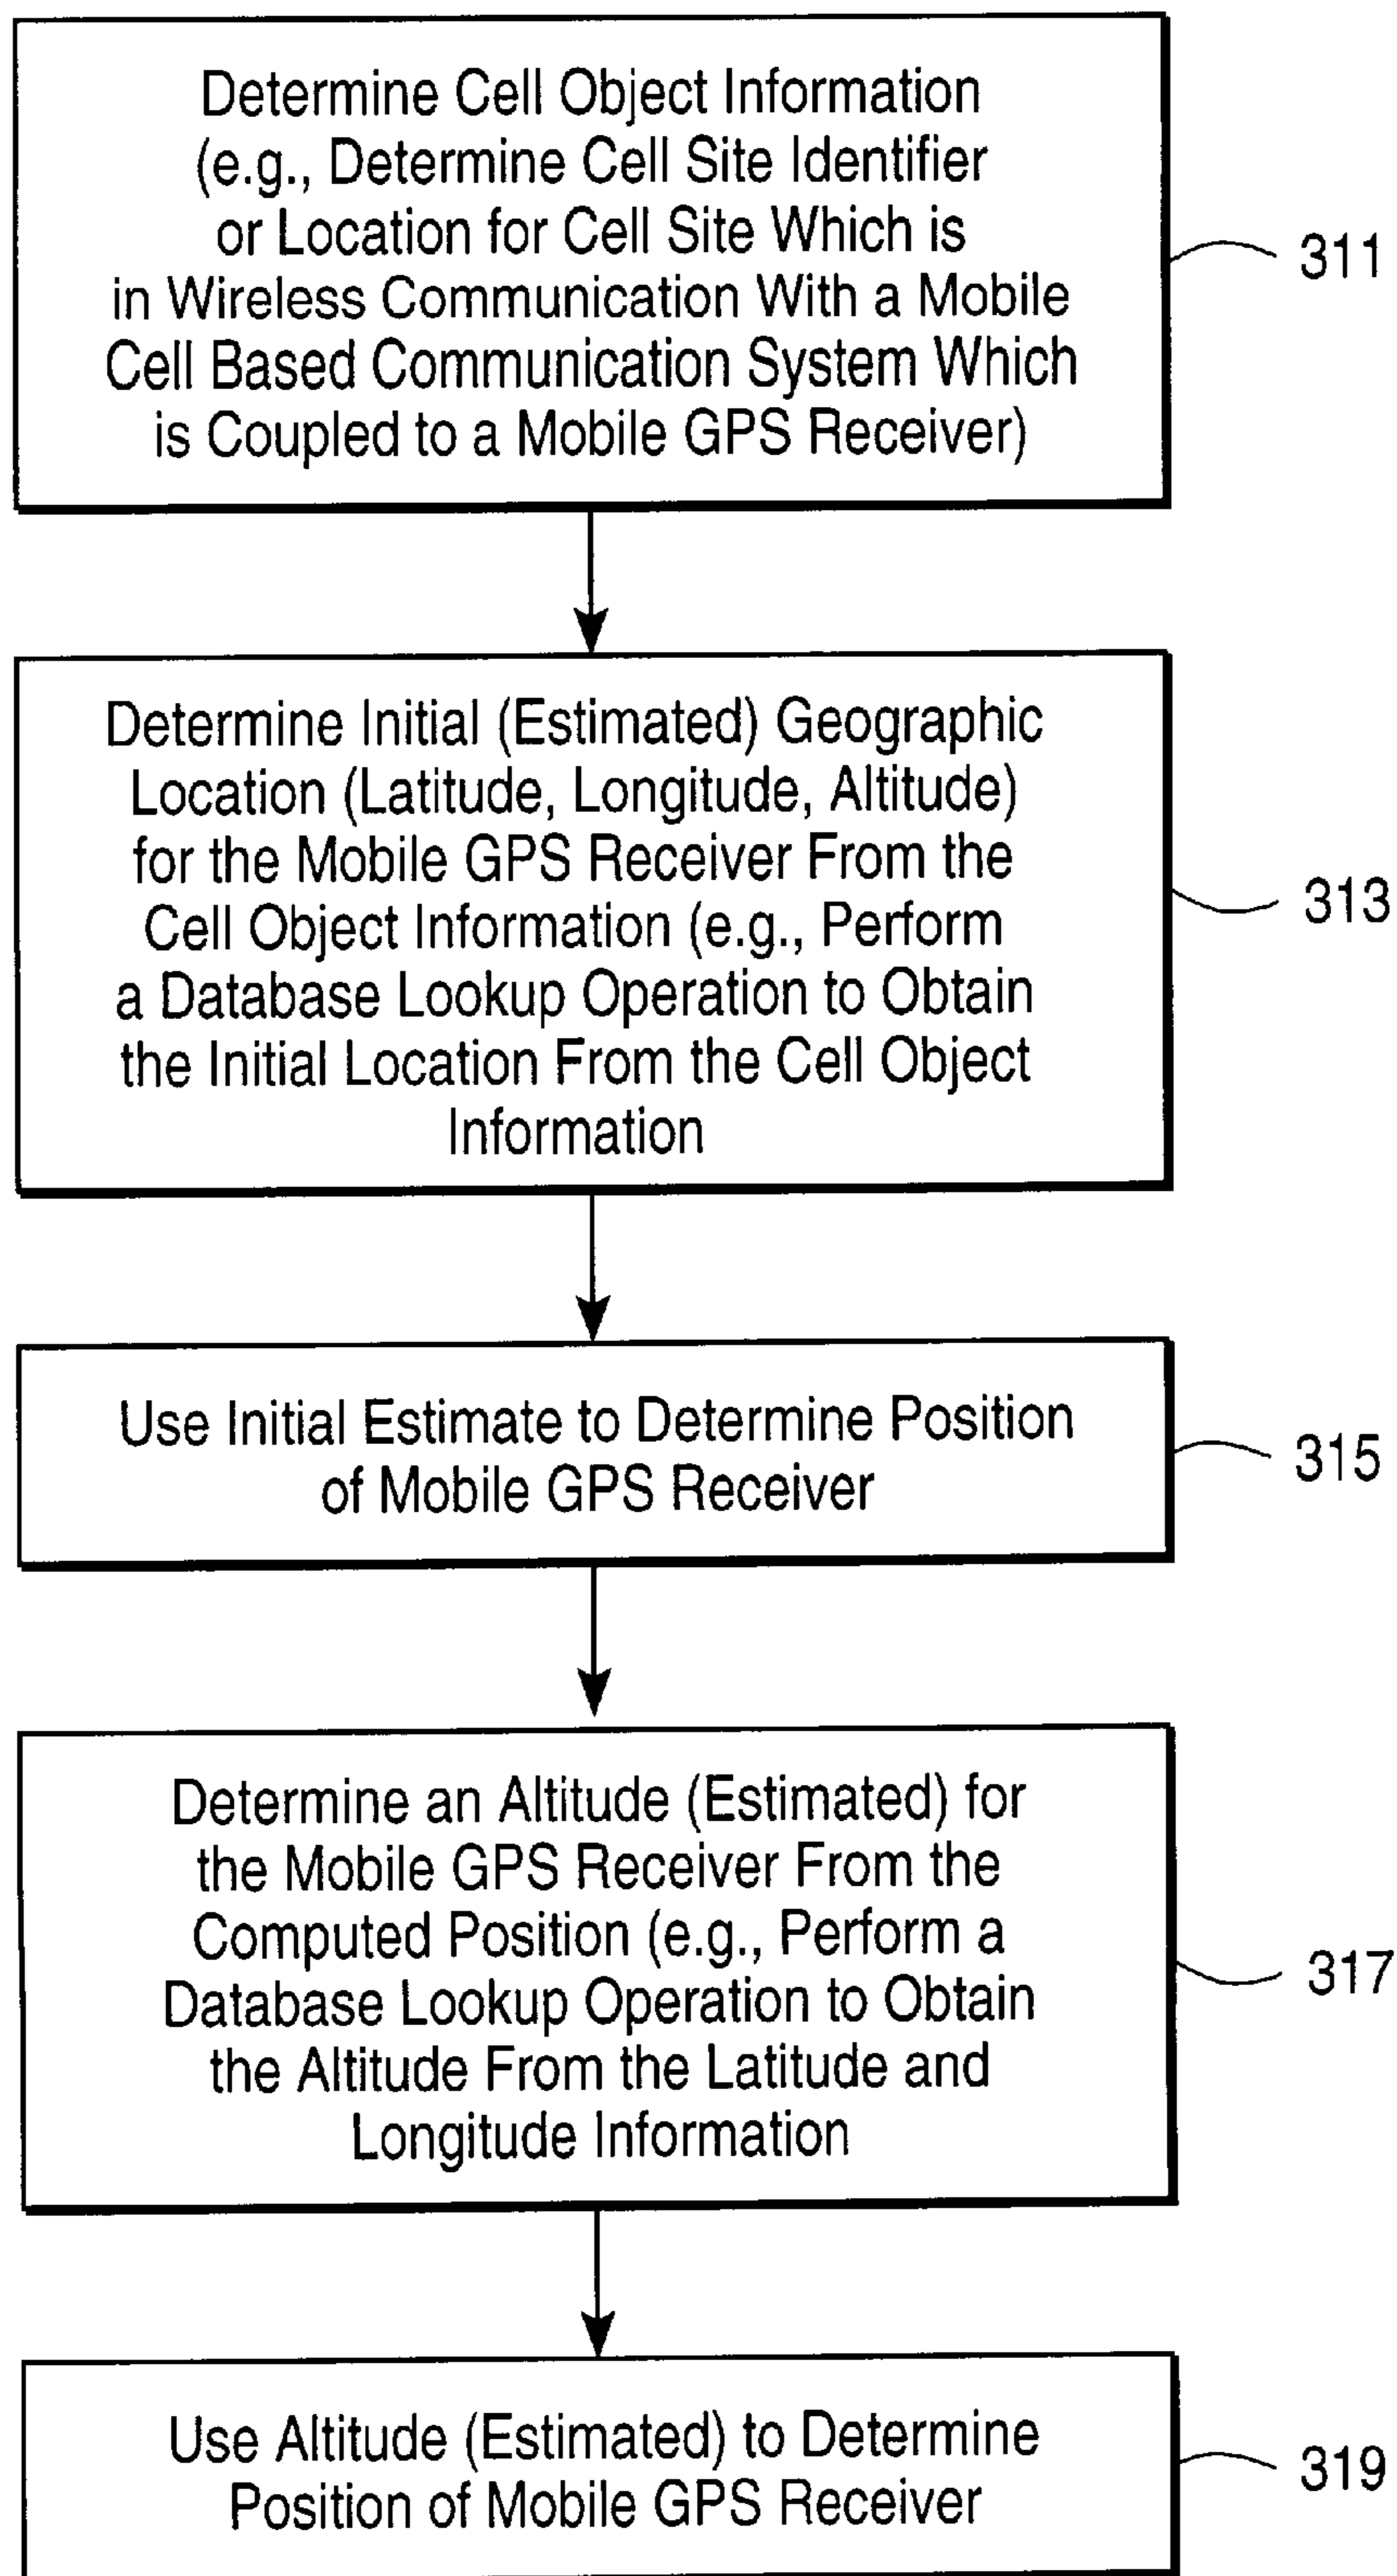 Determine Cell Object Information
(e.g., Determine Cell Site Identifier
or Location for Cell Site Which is
in Wireless Communication With a Mobile
Cell Based Communication System Which
is Coupled to a Mobile GPS Receiver)
311
Determine Initial (Estimated) Geographic
Location (Latitude, Longitude, Altitude)
for the Mobile GPS Receiver From the
Cell Object Information (e.g., Perform
a Database Lookup Operation to Obtain
the Initial Location From the Cell Object
Information
313
Use Initial Estimate to Determine Position
of Mobile GPS Receiver
315
Determine an Altitude (Estimated) for
the Mobile GPS Receiver From the
Computed Position (e.g., Perform a
Database Lookup Operation to Obtain
the Altitude From the Latitude and
Longitude Information
317
Use Altitude (Estimated) to Determine
Position of Mobile GPS Receiver
319